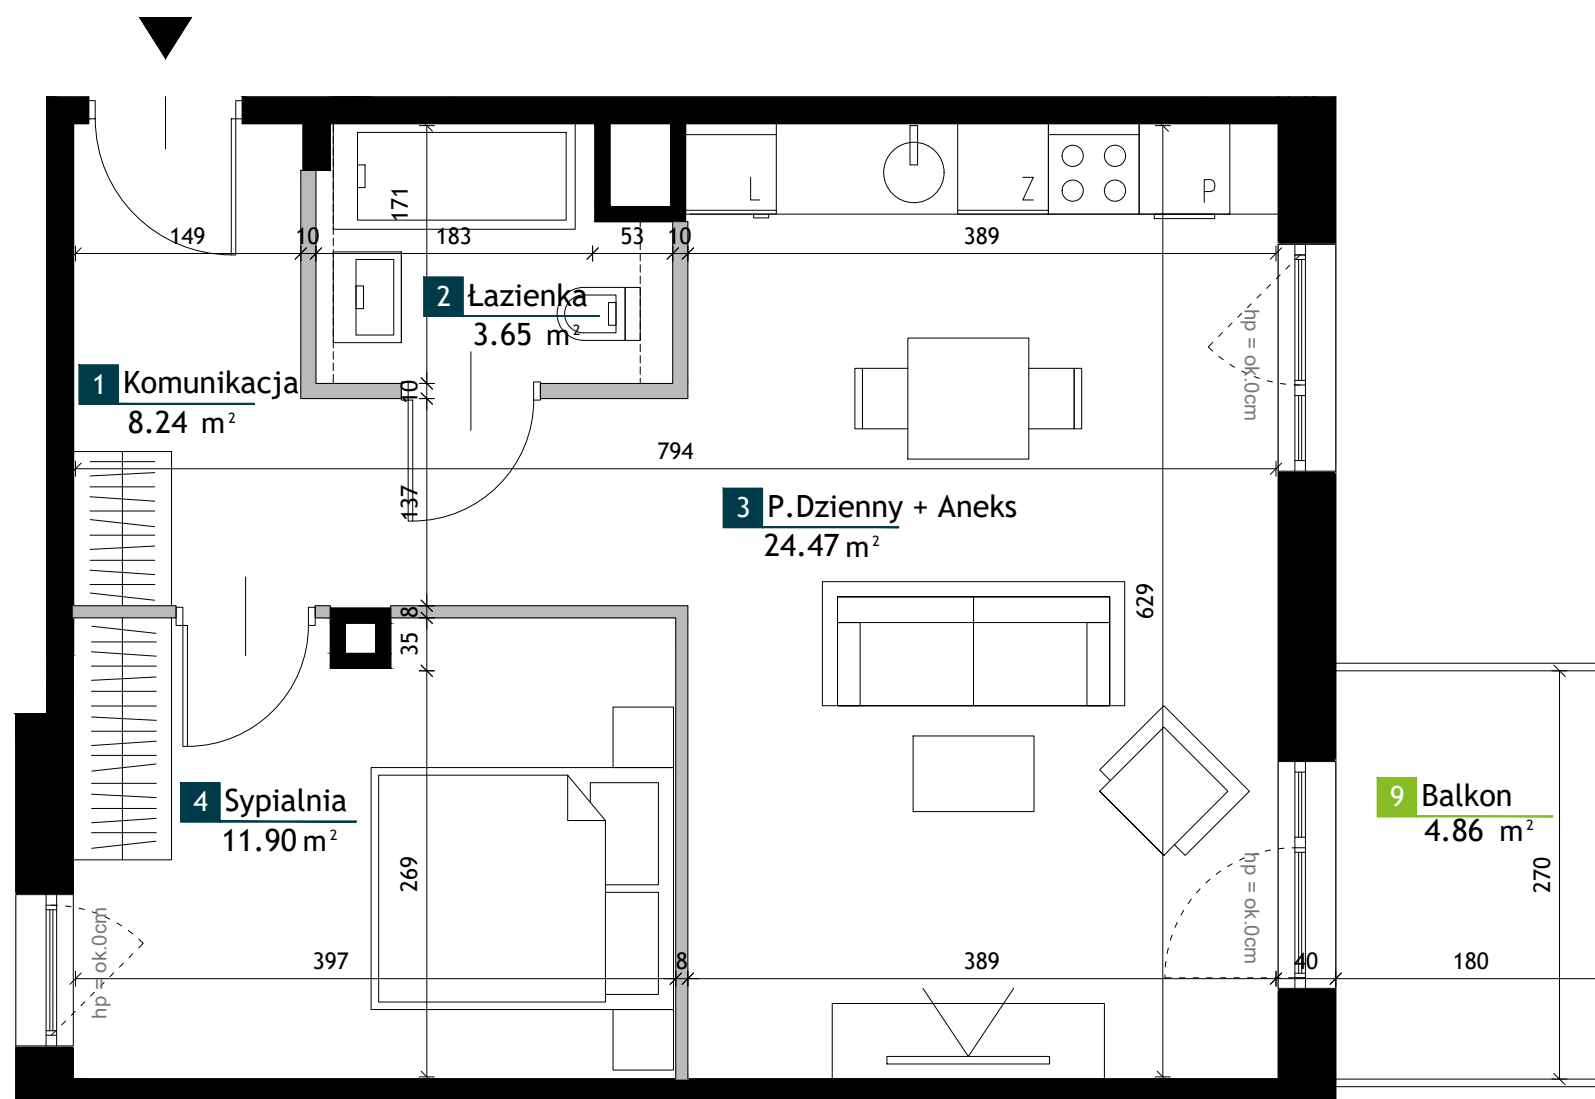 L
Z
P
171
149
10
183
53
10
389
2 Łazienka
3.65 m²
hp = ok.0cm
1 Komunikacja
8.24 m²
10
794
137
3 P.Dzienny + Aneks
24.47 m²
629
8
35
4 Sypialnia
11.90 m²
9 Balkon
4.86 m²
269
270
hp = ok.0cm
hp = ok.0cm
397
8
389
40
180